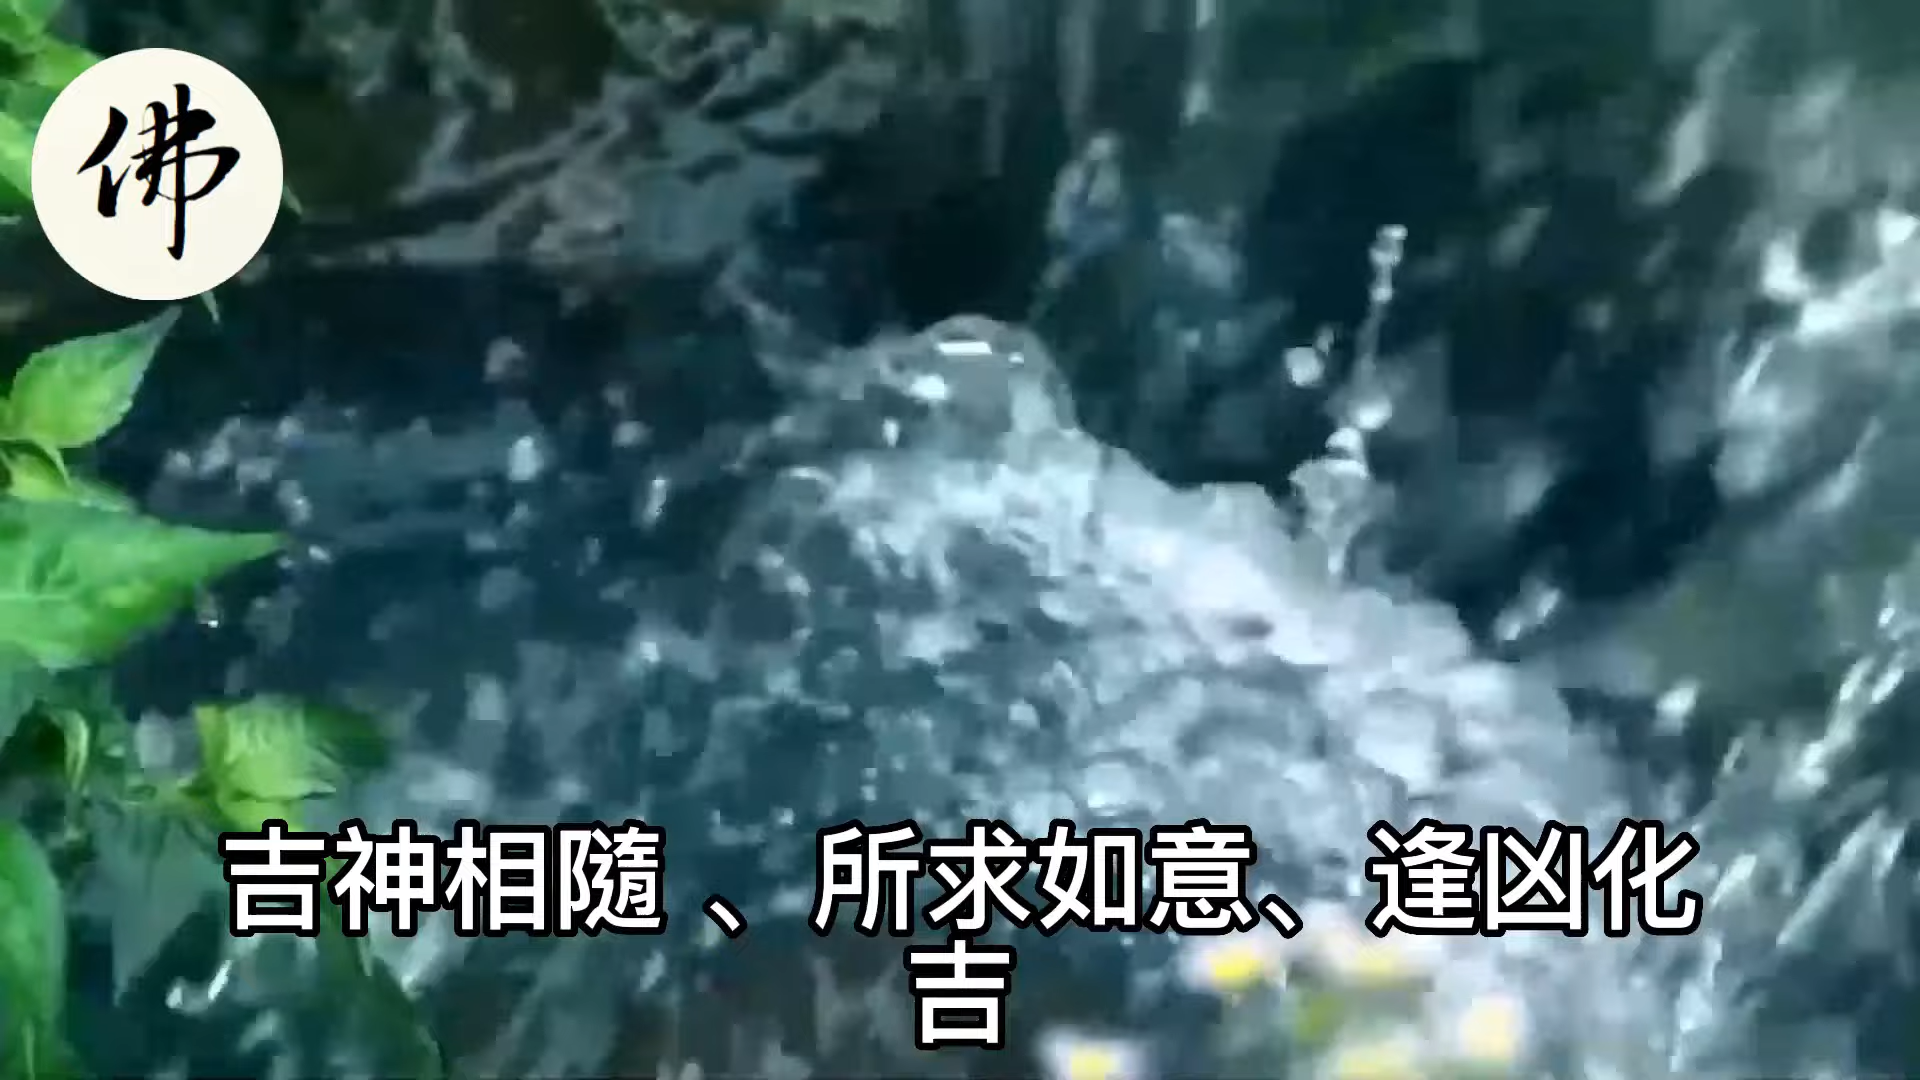 佛
吉神相隨 、所求如意、逢凶化
吉